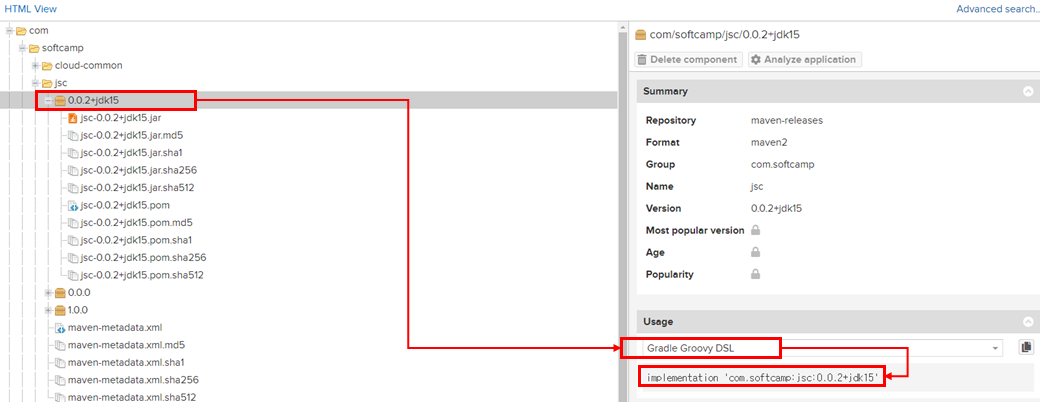 HTML View
Advanced search...
com
softcamp
cloud-common
jsc
0.0.2+jdk15
jsc-0.0.2+jdk15.jar
jsc-0.0.2+jdk15.jar.md5
jsc-0.0.2+jdk15.jar.sha1
jsc-0.0.2+jdk15.jar.sha256
jsc-0.0.2+jdk15.jar.sha512
jsc-0.0.2+jdk15.pom
jsc-0.0.2+jdk15.pom.md5
jsc-0.0.2+jdk15.pom.sha1
jsc-0.0.2+jdk15.pom.sha256
jsc-0.0.2+jdk15.pom.sha512
0.0.0
1.0.0
maven-metadata.xml
maven-metadata.xml.md5
maven-metadata.xml.sha1
maven-metadata.xml.sha256
maven-metadata.xml.sha512
com/softcamp/jsc/0.0.2+jdk15
Delete component
Analyze application
Summary
Repository maven-releases
Format maven2
Group com.softcamp
Name jsc
Version 0.0.2+jdk15
Most popular version
Age
Popularity
Usage
Gradle Groovy DSL
implementation 'com.softcamp:jsc:0.0.2+jdk15'